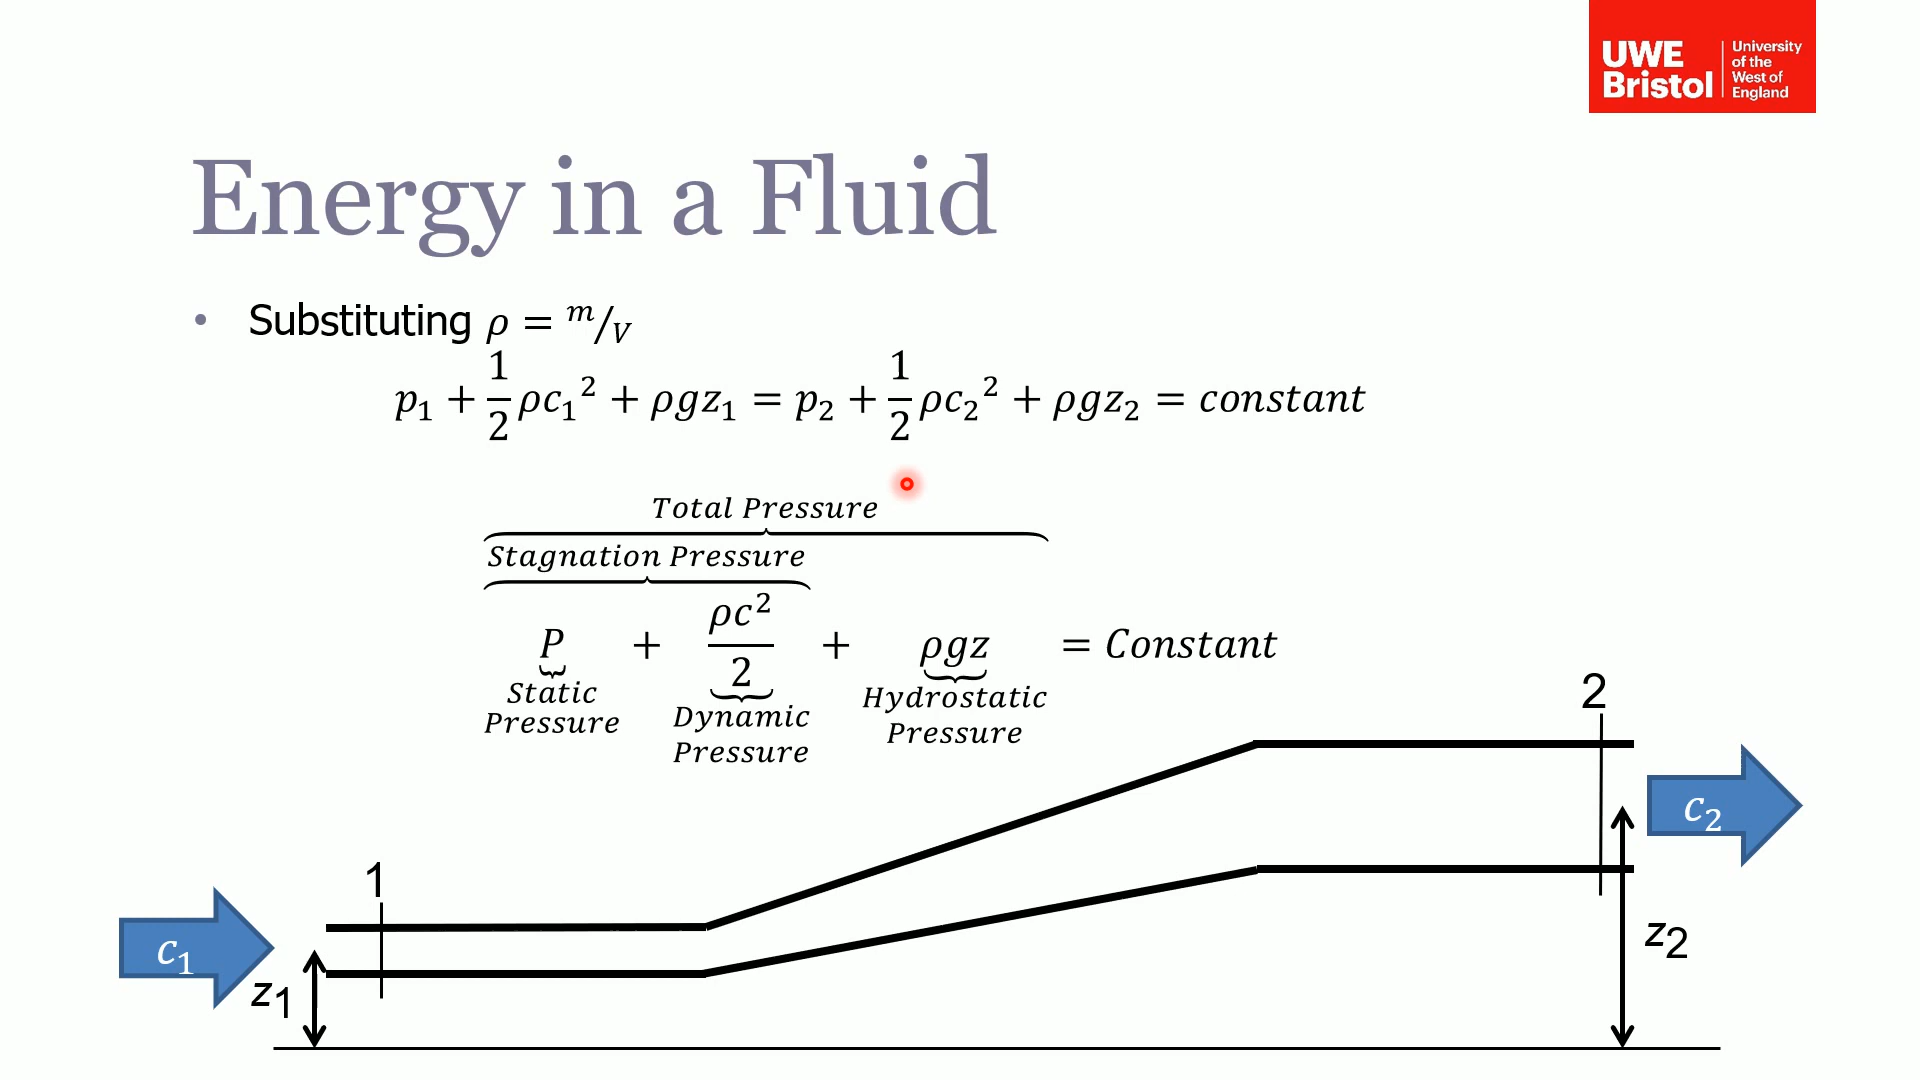 UWE Bristol
University of the West of England
Energy in a Fluid
• Substituting ρ = m/V
p₁ + 1/2 ρc₁² + ρgz₁ = p₂ + 1/2 ρc₂² + ρgz₂ = constant
Total Pressure
Stagnation Pressure
P + ρc²/2 + ρgz = Constant
Static Pressure
Dynamic Pressure
Hydrostatic Pressure
2
c₂
1
z2
c₁
z1